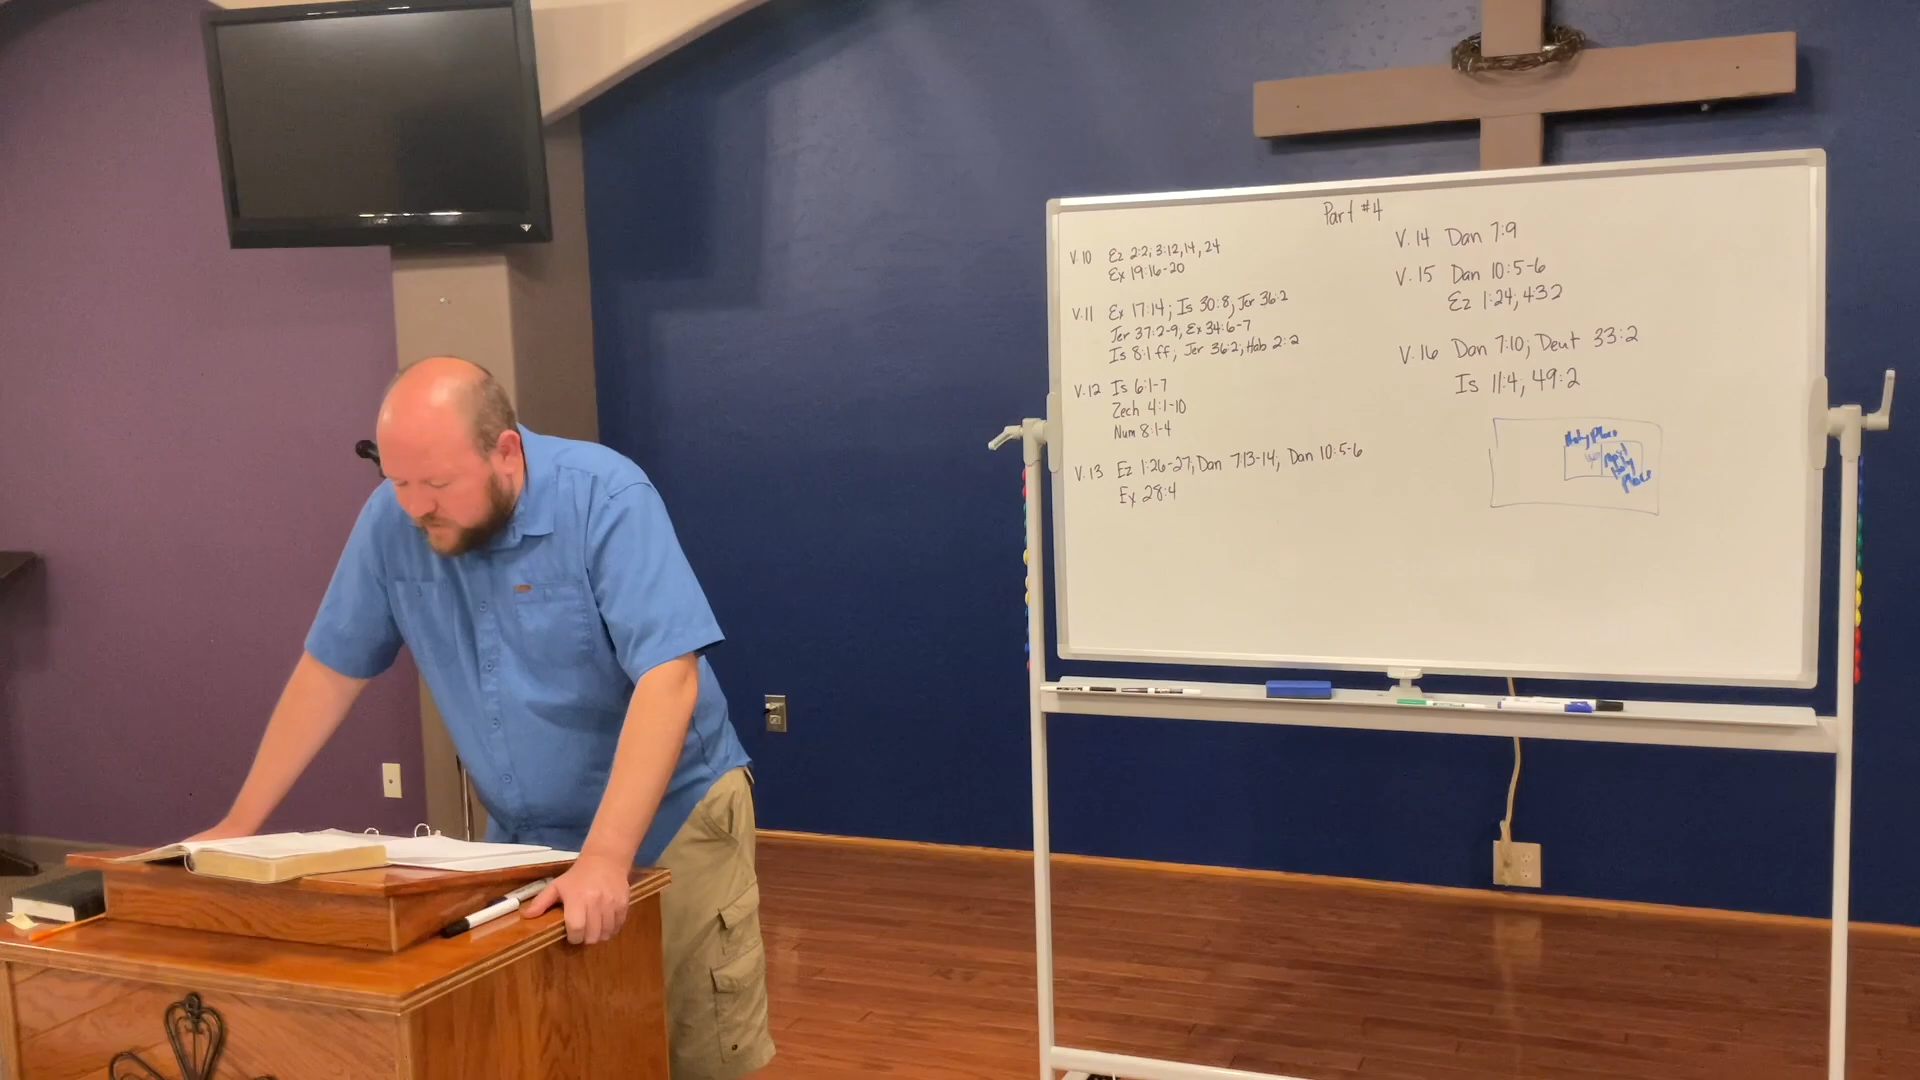 Part #4
V.10 Ez 2:2; 3:12,14,24
Ex 19:16-20
V.11 Ex 17:14; Is 30:8, Jer 36:2
Jer 37:2-9, Ex 34:6-7
Is 8:1 ff, Jer 36:2, Hab 2:2
V.12 Is 6:1-7
Zech 4:1-10
Num 8:1-4
V.13 Ez 1:26-27, Dan 7:13-14; Dan 10:5-6
Ex 28:4
V.14 Dan 7:9
V.15 Dan 10:5-6
Ez 1:24, 43:2
V.16 Dan 7:10; Deut 33:2
Is 11:4, 49:2
Holy Place
Most
Holy
Place